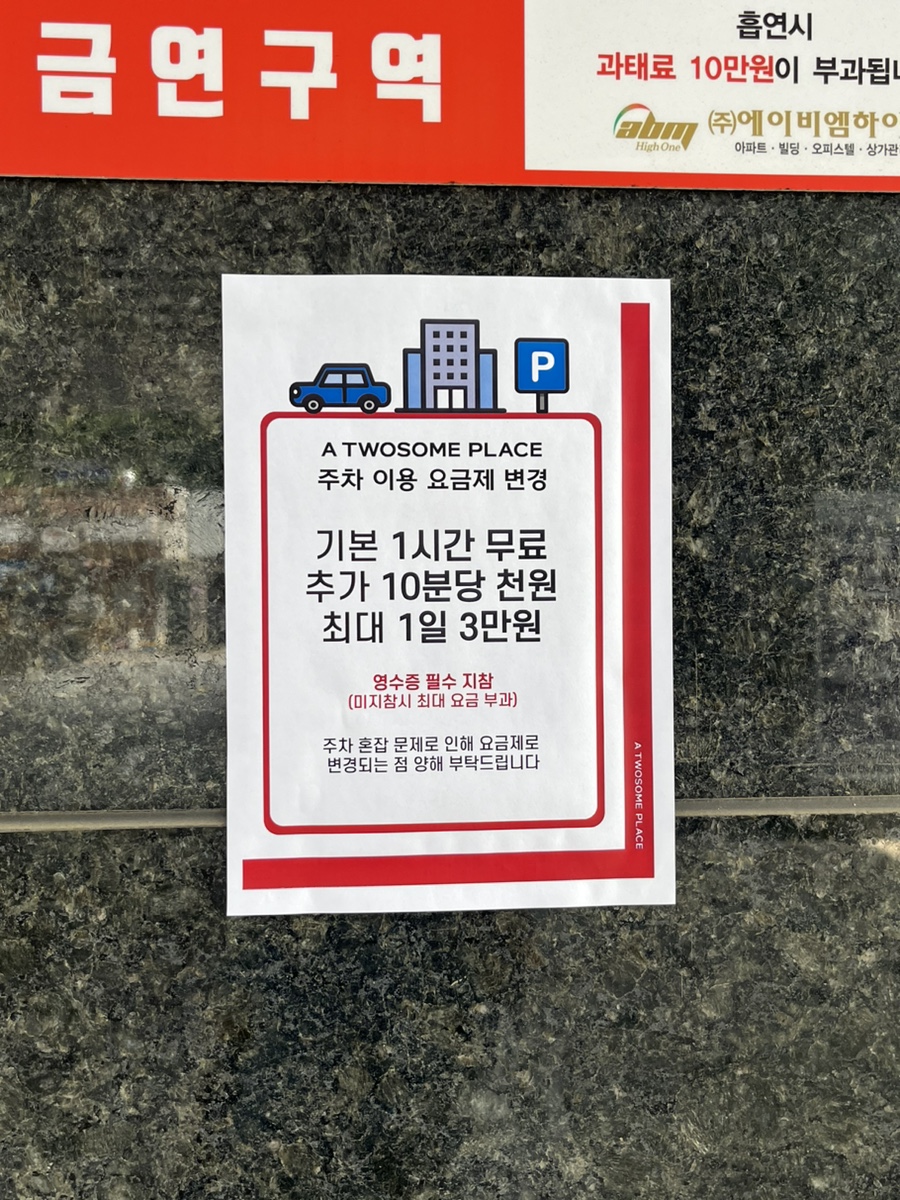 금연구역
흡연시
과태료 10만원이 부과됩
abm
High One
(주)에이비엠하이
아파트 · 빌딩 · 오피스텔 · 상가관
P
A TWOSOME PLACE
주차 이용 요금제 변경
기본 1시간 무료
추가 10분당 천원
최대 1일 3만원
영수증 필수 지참
(미지참시 최대 요금 부과)
주차 혼잡 문제로 인해 요금제로
변경되는 점 양해 부탁드립니다
A TWOSOME PLACE